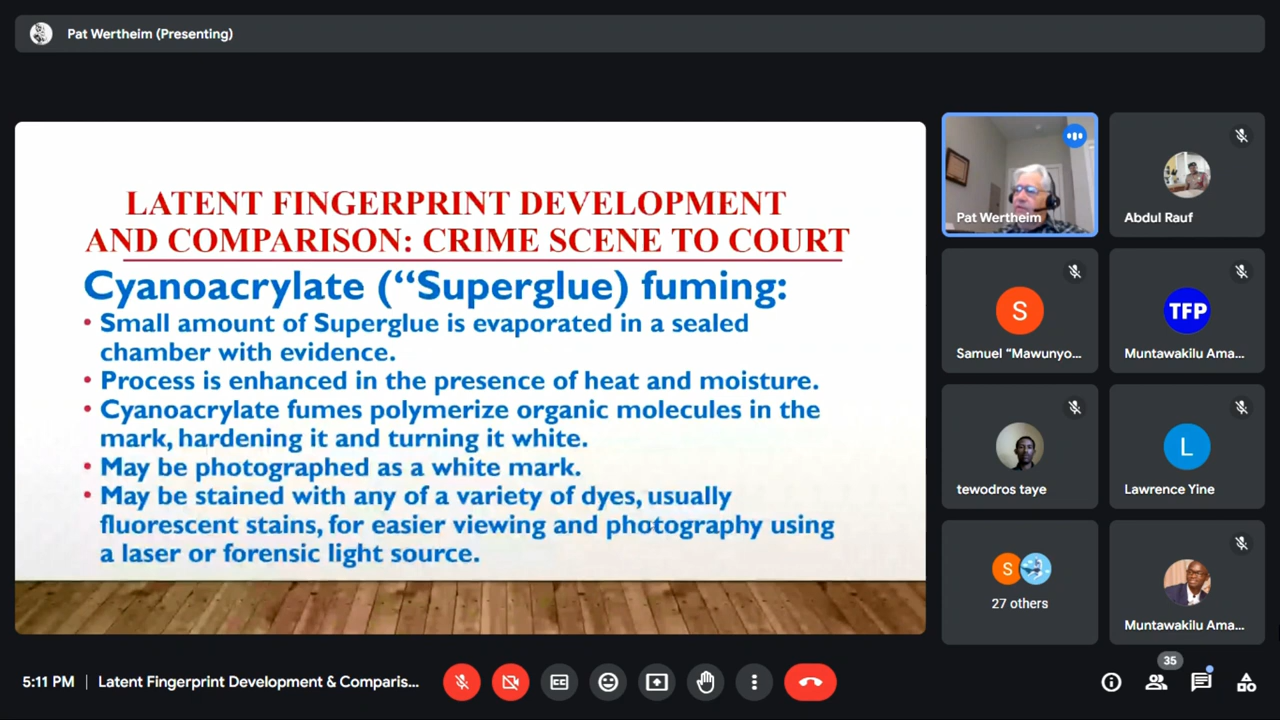 Pat Wertheim (Presenting)
LATENT FINGERPRINT DEVELOPMENT
AND COMPARISON: CRIME SCENE TO COURT
Cyanoacrylate (“Superglue) fuming:
• Small amount of Superglue is evaporated in a sealed
chamber with evidence.
• Process is enhanced in the presence of heat and moisture.
• Cyanoacrylate fumes polymerize organic molecules in the
mark, hardening it and turning it white.
• May be photographed as a white mark.
• May be stained with any of a variety of dyes, usually
fluorescent stains, for easier viewing and photography using
a laser or forensic light source.
Pat Wertheim
Abdul Rauf
S
Samuel “Mawunyo...
TFP
Muntawakilu Ama...
tewodros taye
L
Lawrence Yine
S
27 others
Muntawakilu Ama...
5:11 PM | Latent Fingerprint Development & Comparis...
CC
35